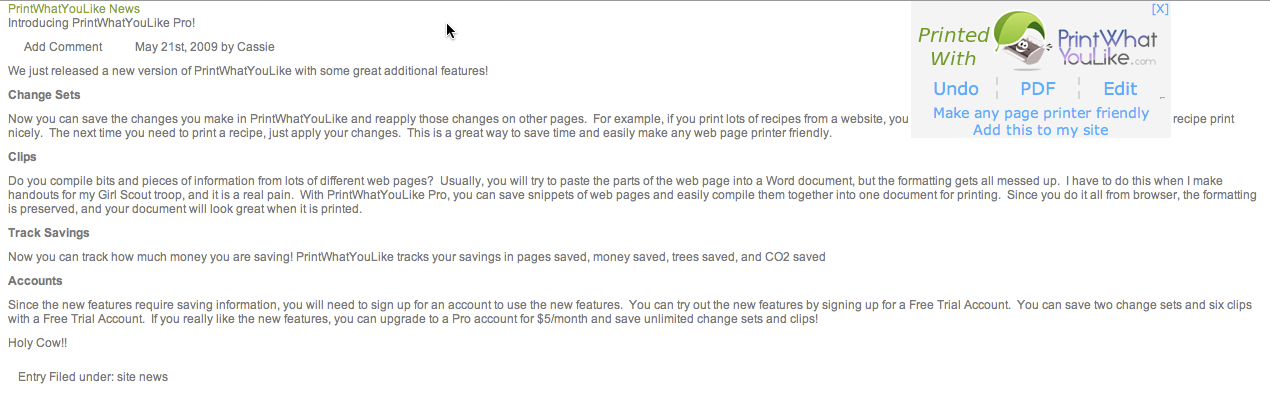 PrintWhatYouLike News
Introducing PrintWhatYouLike Pro!
Add Comment May 21st, 2009 by Cassie
We just released a new version of PrintWhatYouLike with some great additional features!
Change Sets
Now you can save the changes you make in PrintWhatYouLike and reapply those changes on other pages. For example, if you print lots of recipes from a website, you recipe print
nicely. The next time you need to print a recipe, just apply your changes. This is a great way to save time and easily make any web page printer friendly.
Clips
Do you compile bits and pieces of information from lots of different web pages? Usually, you will try to paste the parts of the web page into a Word document, but the formatting gets all messed up. I have to do this when I make
handouts for my Girl Scout troop, and it is a real pain. With PrintWhatYouLike Pro, you can save snippets of web pages and easily compile them together into one document for printing. Since you do it all from browser, the formatting
is preserved, and your document will look great when it is printed.
Track Savings
Now you can track how much money you are saving! PrintWhatYouLike tracks your savings in pages saved, money saved, trees saved, and CO2 saved
Accounts
Since the new features require saving information, you will need to sign up for an account to use the new features. You can try out the new features by signing up for a Free Trial Account. You can save two change sets and six clips
with a Free Trial Account. If you really like the new features, you can upgrade to a Pro account for $5/month and save unlimited change sets and clips!
Holy Cow!!
Entry Filed under: site news
[X]
Printed
With
PrintWhat
YouLike.com
Undo PDF Edit
Make any page printer friendly
Add this to my site